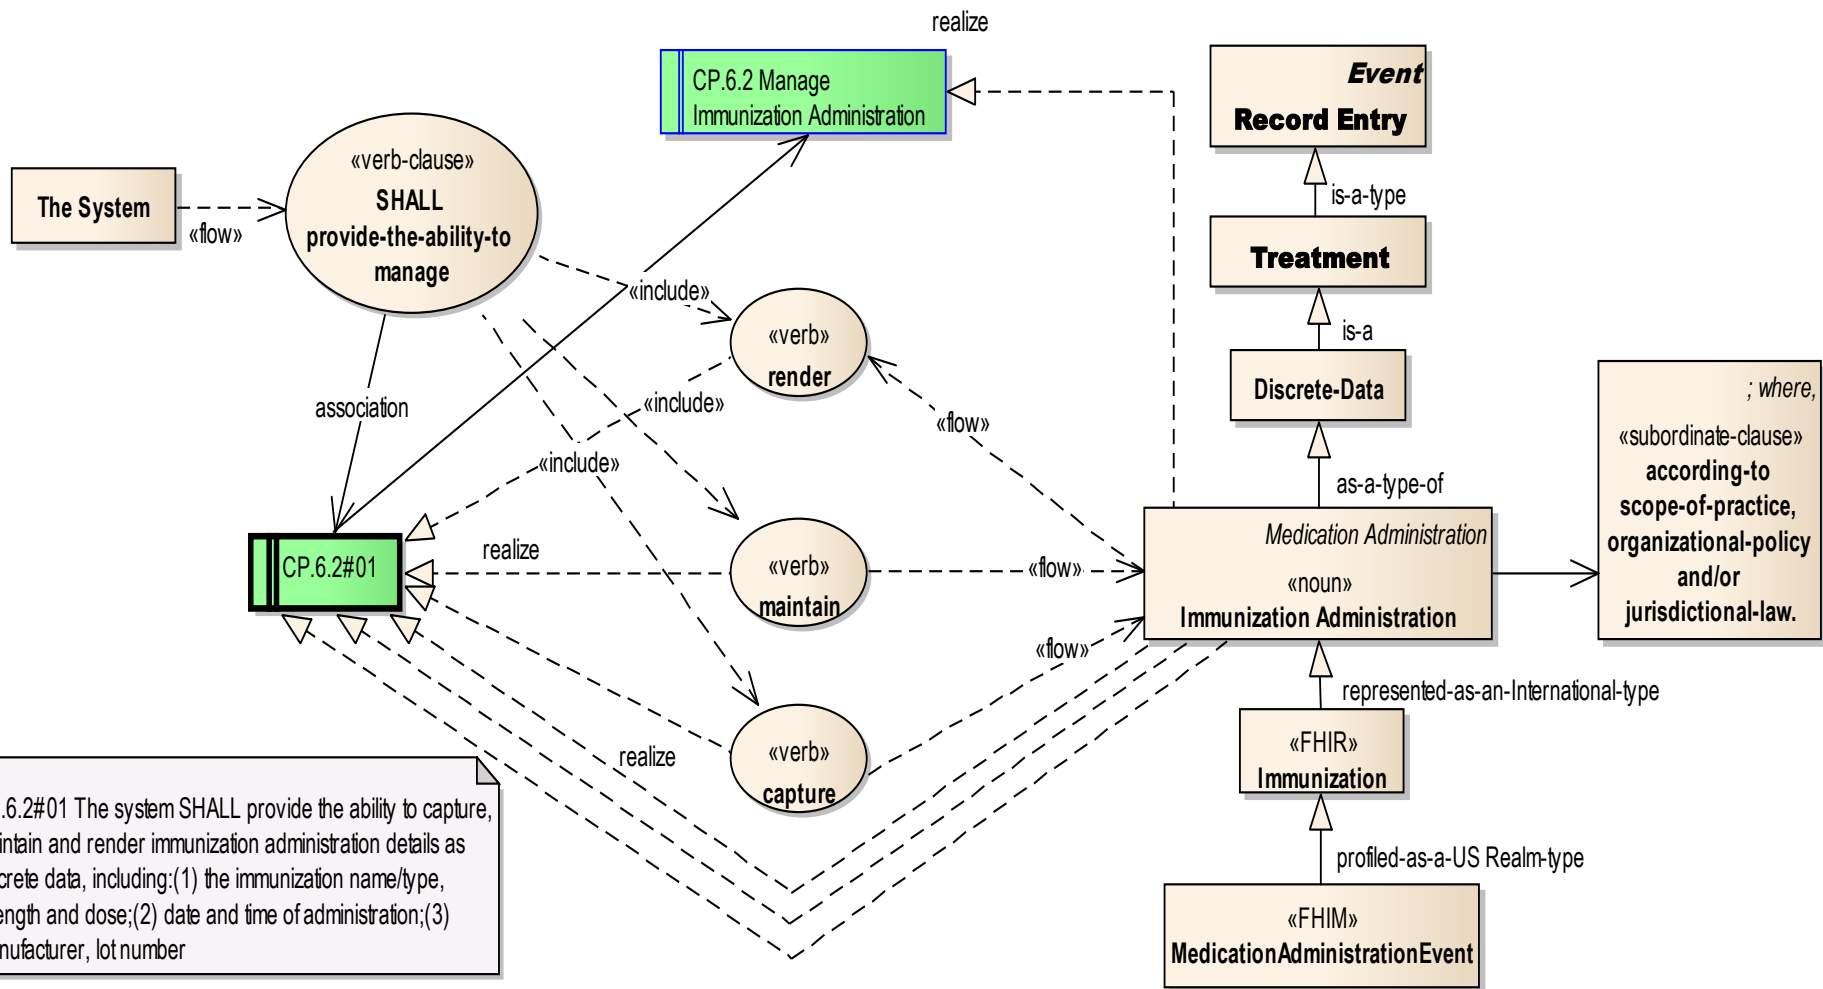 realize
CP.6.2 Manage
Immunization Administration
Event
Record Entry
is-a-type
Treatment
is-a
Discrete-Data
as-a-type-of
The System
«flow»
«verb-clause»
SHALL
provide-the-ability-to
manage
«include»
«verb»
render
«include»
«include»
association
«flow»
CP.6.2#01
realize
«verb»
maintain
«flow»
Medication Administration
«noun»
Immunization Administration
; where,
«subordinate-clause»
according-to
scope-of-practice,
organizational-policy
and/or
jurisdictional-law.
«flow»
represented-as-an-International-type
«FHIR»
Immunization
realize
«verb»
capture
profiled-as-a-US Realm-type
«FHIM»
MedicationAdministrationEvent
.6.2#01 The system SHALL provide the ability to capture,
intain and render immunization administration details as
crete data, including:(1) the immunization name/type,
ength and dose;(2) date and time of administration;(3)
nufacturer, lot number